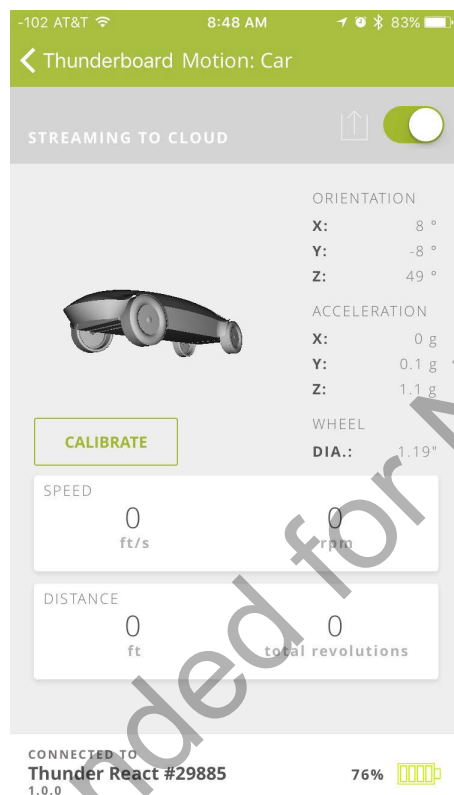 -102 AT&T 8:48 AM 83%
Thunderboard Motion: Car
STREAMING TO CLOUD
ORIENTATION
X: 8 °
Y: -8 °
Z: 49 °
ACCELERATION
X: 0 g
Y: 0.1 g
Z: 1.1 g
WHEEL
DIA.: 1.19"
CALIBRATE
SPEED
0 0
ft/s rpm
DISTANCE
0 0
ft total revolutions
CONNECTED TO
Thunder React #29885 76%
1.0.0
nded for N